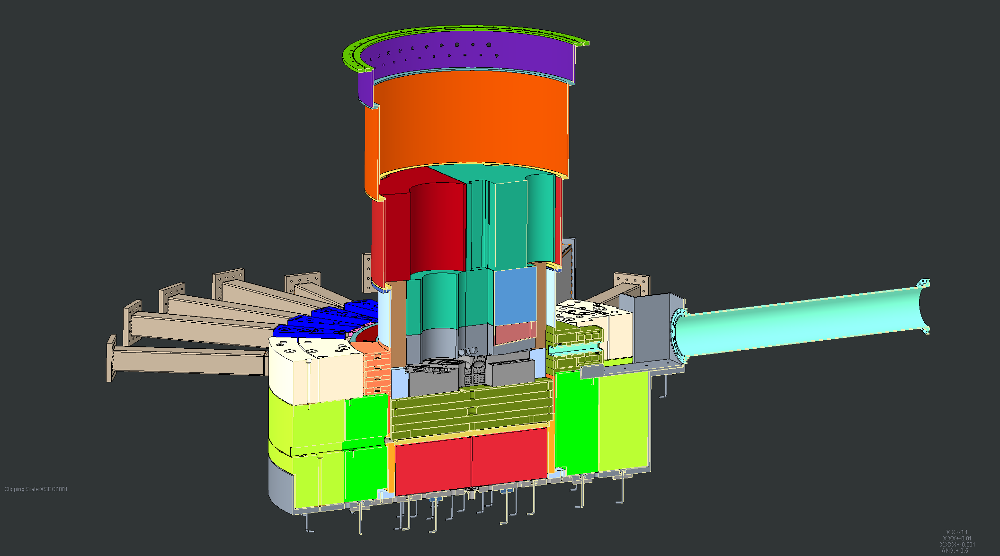 Clipping State:XSEC0001
X.X+-0.1
X.XX+-0.01
X.XXX+-0.001
ANG.+-0.5